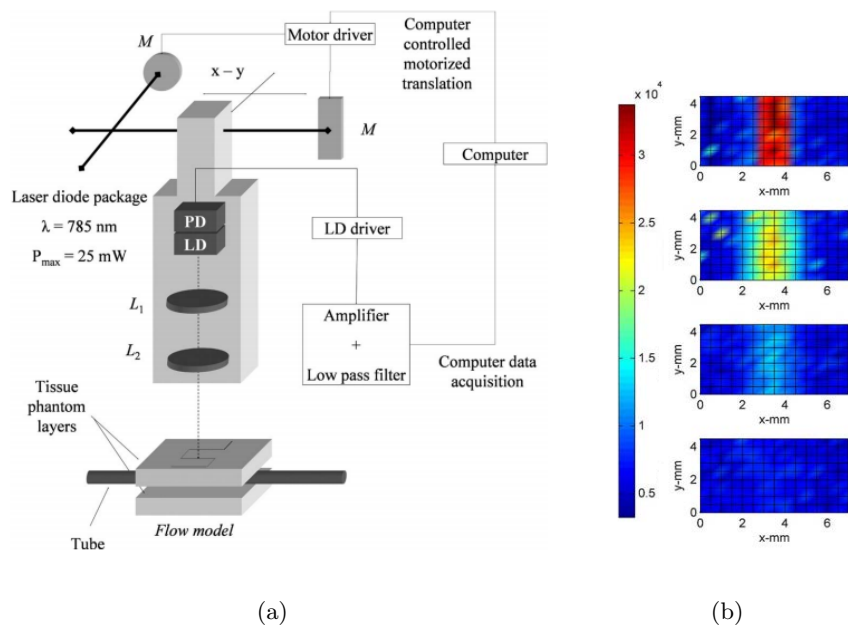 M
Motor driver
Computer
controlled
motorized
translation
x – y
M
Computer
Laser diode package
λ = 785 nm
Pmax = 25 mW
PD
LD
LD driver
L1
L2
Amplifier
+
Low pass filter
Computer data
acquisition
Tissue
phantom
layers
Flow model
Tube
(a)
x 10^4
3
2.5
2
1.5
1
0.5
y-mm
4
2
0
0 2 4 6
x-mm
y-mm
4
2
0
0 2 4 6
x-mm
y-mm
4
2
0
0 2 4 6
x-mm
y-mm
4
2
0
0 2 4 6
x-mm
(b)